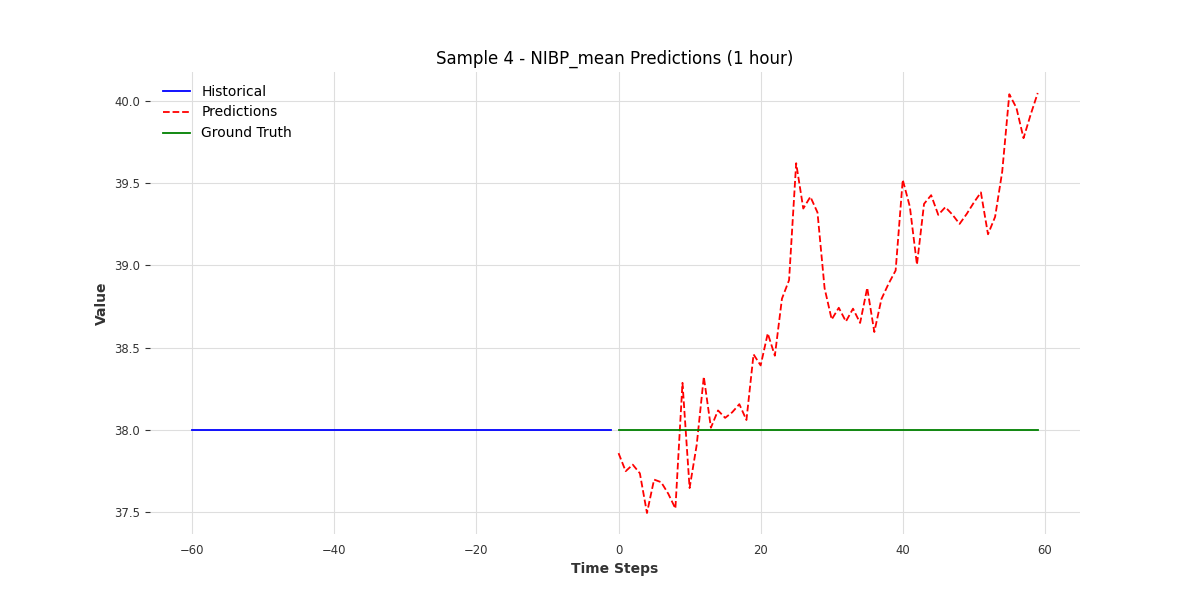 Sample 4 - NIBP_mean Predictions (1 hour)
Historical
Predictions
Ground Truth
40.0
39.5
39.0
38.5
38.0
37.5
Value
−60
−40
−20
0
20
40
60
Time Steps